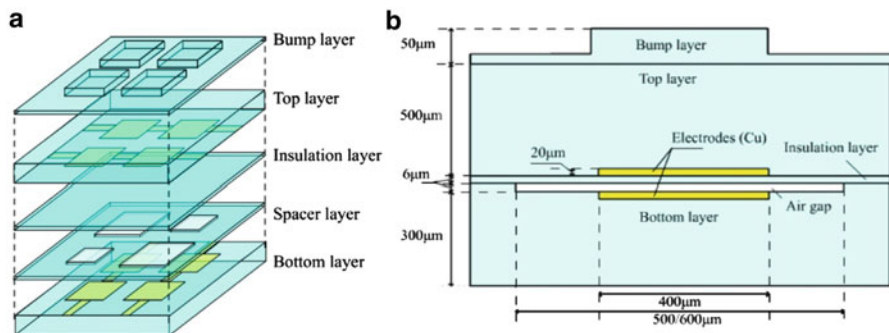 a
Bump layer
Top layer
Insulation layer
Spacer layer
Bottom layer
b
50μm
Bump layer
Top layer
500μm
Electrodes (Cu)
Insulation layer
20μm
6μm
Air gap
Bottom layer
300μm
400μm
500/600μm